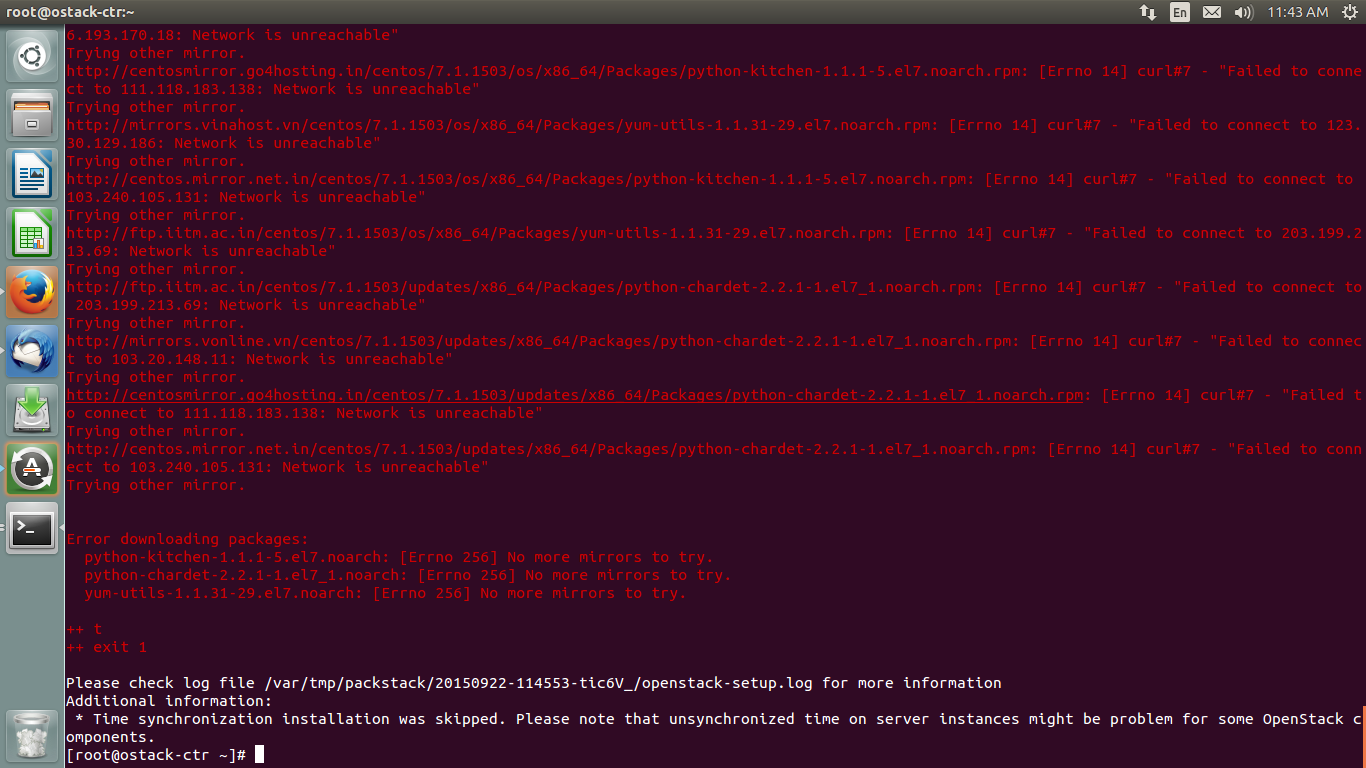 root@ostack-ctr:~
En
11:43 AM
6.193.170.18: Network is unreachable"
Trying other mirror.
http://centosmirror.go4hosting.in/centos/7.1.1503/os/x86_64/Packages/python-kitchen-1.1.1-5.el7.noarch.rpm: [Errno 14] curl#7 - "Failed to conne
ct to 111.118.183.138: Network is unreachable"
Trying other mirror.
http://mirrors.vinahost.vn/centos/7.1.1503/os/x86_64/Packages/yum-utils-1.1.31-29.el7.noarch.rpm: [Errno 14] curl#7 - "Failed to connect to 123.
30.129.186: Network is unreachable"
Trying other mirror.
http://centos.mirror.net.in/centos/7.1.1503/os/x86_64/Packages/python-kitchen-1.1.1-5.el7.noarch.rpm: [Errno 14] curl#7 - "Failed to connect to
103.240.105.131: Network is unreachable"
Trying other mirror.
http://ftp.iitm.ac.in/centos/7.1.1503/os/x86_64/Packages/yum-utils-1.1.31-29.el7.noarch.rpm: [Errno 14] curl#7 - "Failed to connect to 203.199.2
13.69: Network is unreachable"
Trying other mirror.
http://ftp.iitm.ac.in/centos/7.1.1503/updates/x86_64/Packages/python-chardet-2.2.1-1.el7_1.noarch.rpm: [Errno 14] curl#7 - "Failed to connect to
203.199.213.69: Network is unreachable"
Trying other mirror.
http://mirrors.vonline.vn/centos/7.1.1503/updates/x86_64/Packages/python-chardet-2.2.1-1.el7_1.noarch.rpm: [Errno 14] curl#7 - "Failed to connec
t to 103.20.148.11: Network is unreachable"
Trying other mirror.
http://centosmirror.go4hosting.in/centos/7.1.1503/updates/x86_64/Packages/python-chardet-2.2.1-1.el7_1.noarch.rpm: [Errno 14] curl#7 - "Failed t
o connect to 111.118.183.138: Network is unreachable"
Trying other mirror.
http://centos.mirror.net.in/centos/7.1.1503/updates/x86_64/Packages/python-chardet-2.2.1-1.el7_1.noarch.rpm: [Errno 14] curl#7 - "Failed to conn
ect to 103.240.105.131: Network is unreachable"
Trying other mirror.
Error downloading packages:
python-kitchen-1.1.1-5.el7.noarch: [Errno 256] No more mirrors to try.
python-chardet-2.2.1-1.el7_1.noarch: [Errno 256] No more mirrors to try.
yum-utils-1.1.31-29.el7.noarch: [Errno 256] No more mirrors to try.
++ t
++ exit 1
Please check log file /var/tmp/packstack/20150922-114553-tic6V_/openstack-setup.log for more information
Additional information:
* Time synchronization installation was skipped. Please note that unsynchronized time on server instances might be problem for some OpenStack c
omponents.
[root@ostack-ctr ~]#